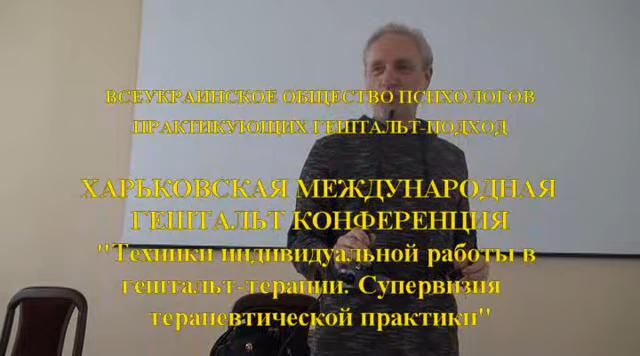 ВСЕУКРАИНСКОЕ ОБЩЕСТВО ПСИХОЛОГОВ
ПРАКТИКУЮЩИХ ГЕШТАЛЬТ-ПОДХОД
ХАРЬКОВСКАЯ МЕЖДУНАРОДНАЯ
ГЕШТАЛЬТ КОНФЕРЕНЦИЯ
"Техники индивидуальной работы в
гештальт-терапии. Супервизия
терапевтической практики"